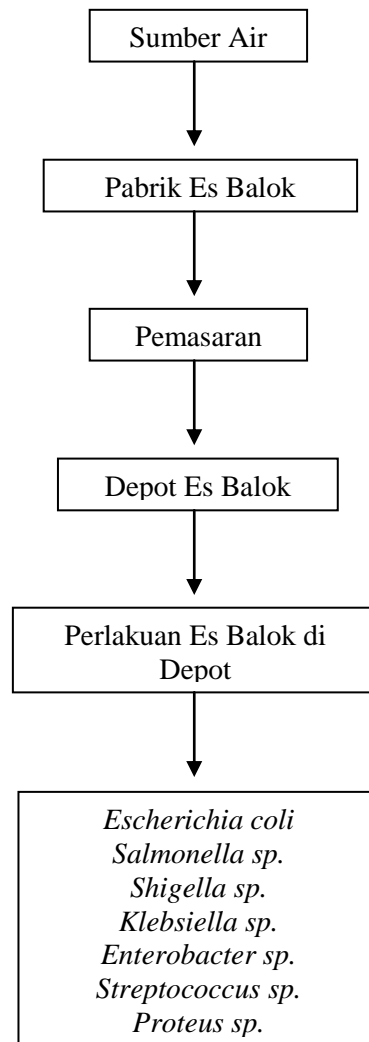 Sumber Air
Pabrik Es Balok
Pemasaran
Depot Es Balok
Perlakuan Es Balok di
Depot
Escherichia coli
Salmonella sp.
Shigella sp.
Klebsiella sp.
Enterobacter sp.
Streptococcus sp.
Proteus sp.